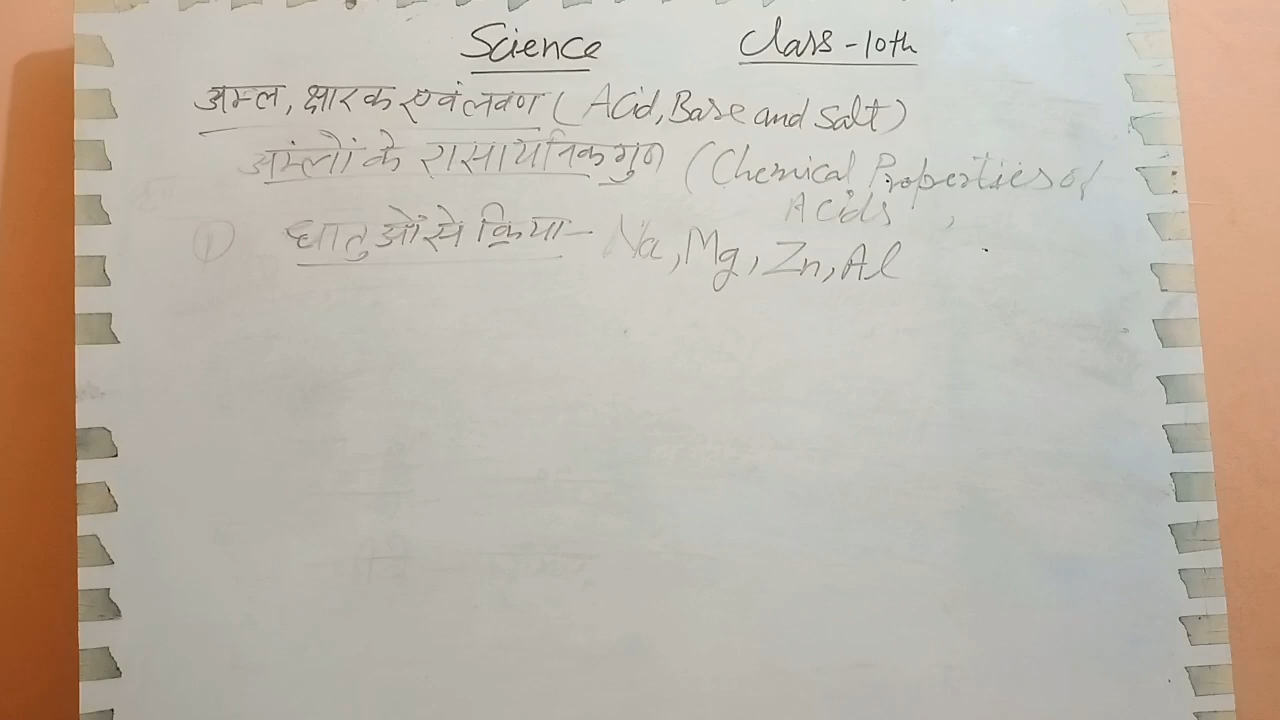 Science Class-10th
अम्ल, क्षारक एवं लवण (Acid, Base and Salt)
अम्लों के रासायनिक गुण (Chemical Properties of
Acids
① धातुओं से क्रिया- Na, Mg, Zn, Al